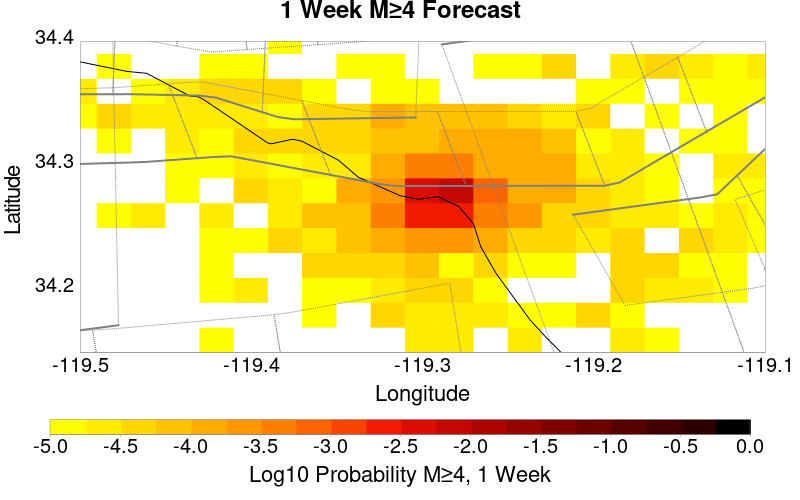 1 Week M≥4 Forecast
34.4
34.3
34.2
Latitude
-119.5 -119.4 -119.3 -119.2 -119.1
Longitude
-5.0 -4.5 -4.0 -3.5 -3.0 -2.5 -2.0 -1.5 -1.0 -0.5 0.0
Log10 Probability M≥4, 1 Week